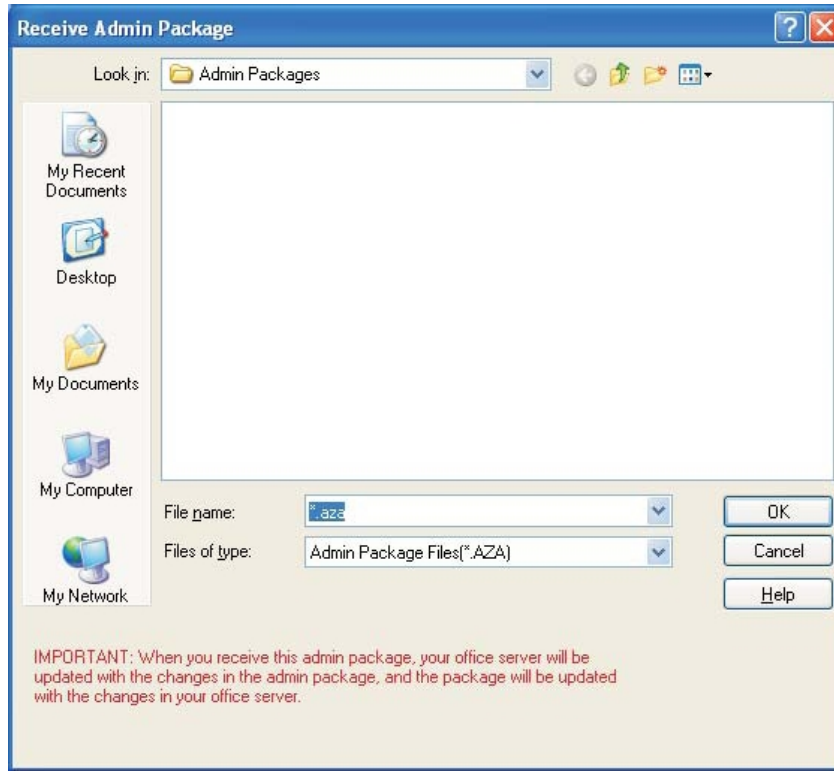 Receive Admin Package
Look in:
Admin Packages
My Recent
Documents
Desktop
My Documents
My Computer
My Network
File name:
*.aza
OK
Files of type:
Admin Package Files(*.AZA)
Cancel
Help
IMPORTANT: When you receive this admin package, your office server will be
updated with the changes in the admin package, and the package will be updated
with the changes in your office server.